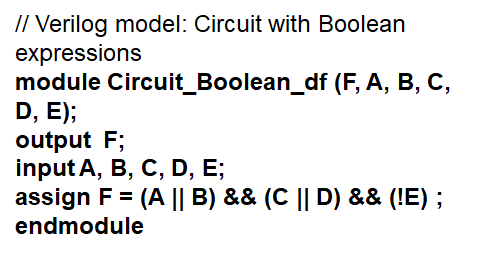 // Verilog model: Circuit with Boolean
expressions
module Circuit_Boolean_df (F, A, B, C,
D, E);
output  F;
input A, B, C, D, E;
assign F = (A || B) && (C || D) && (!E) ;
endmodule